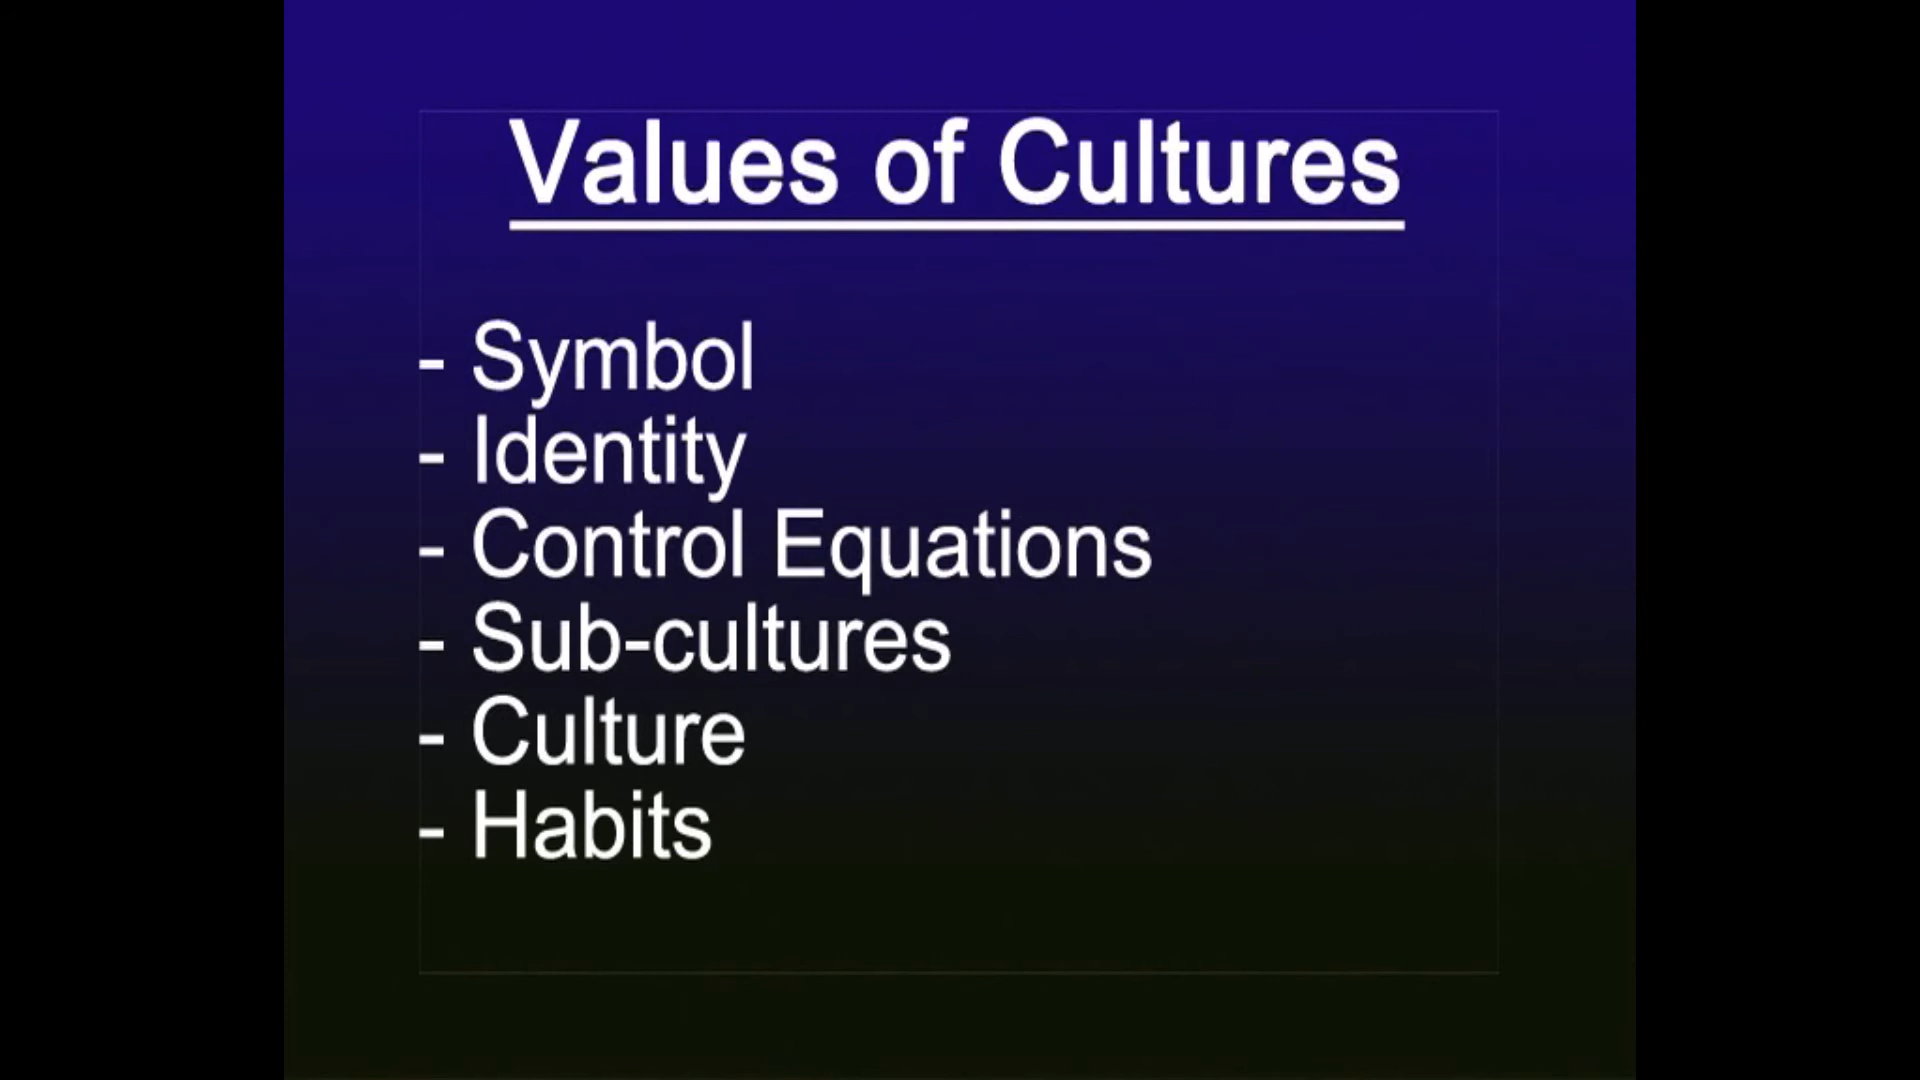 Values of Cultures
- Symbol
- Identity
- Control Equations
- Sub-cultures
- Culture
- Habits